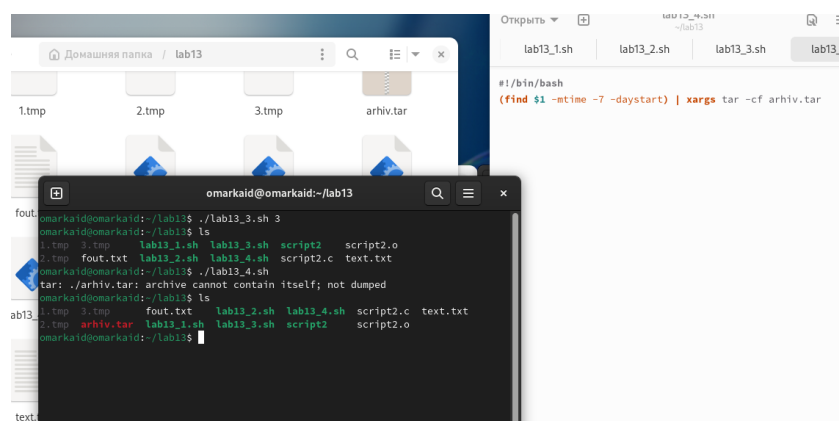 Открыть
lab13_4.sh
~/lab13
Домашняя папка / lab13
lab13_1.sh
lab13_2.sh
lab13_3.sh
lab13_
#!/bin/bash
(find $1 -mtime -7 -daystart) | xargs tar -cf arhiv.tar
1.tmp
2.tmp
3.tmp
arhiv.tar
fout.
ab13_
text.
omarkaid@omarkaid:~/lab13
omarkaid@omarkaid:~/lab13$ ./lab13_3.sh 3
omarkaid@omarkaid:~/lab13$ ls
1.tmp 3.tmp lab13_1.sh lab13_3.sh script2 script2.o
2.tmp fout.txt lab13_2.sh lab13_4.sh script2.c text.txt
omarkaid@omarkaid:~/lab13$ ./lab13_4.sh
tar: ./arhiv.tar: archive cannot contain itself; not dumped
omarkaid@omarkaid:~/lab13$ ls
1.tmp 3.tmp fout.txt lab13_2.sh lab13_4.sh script2.c text.txt
2.tmp arhiv.tar lab13_1.sh lab13_3.sh script2 script2.o
omarkaid@omarkaid:~/lab13$